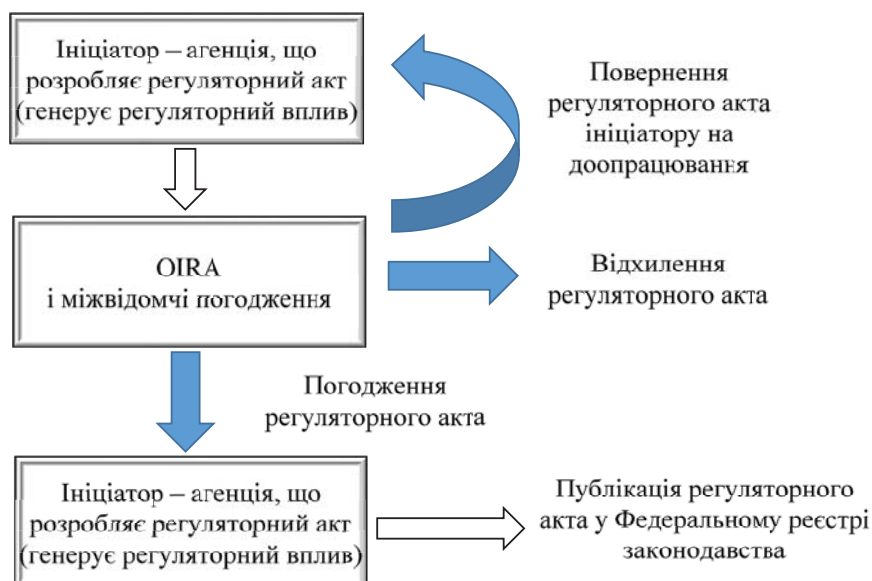 Ініціатор – агенція, що
розробляє регуляторний акт
(генерує регуляторний вплив)
Повернення
регуляторного акта
ініціатору на
доопрацювання
OIRA
і міжвідомчі погодження
Відхилення
регуляторного акта
Погодження
регуляторного акта
Ініціатор – агенція, що
розробляє регуляторний акт
(генерує регуляторний вплив)
Публікація регуляторного
акта у Федеральному реєстрі
законодавства